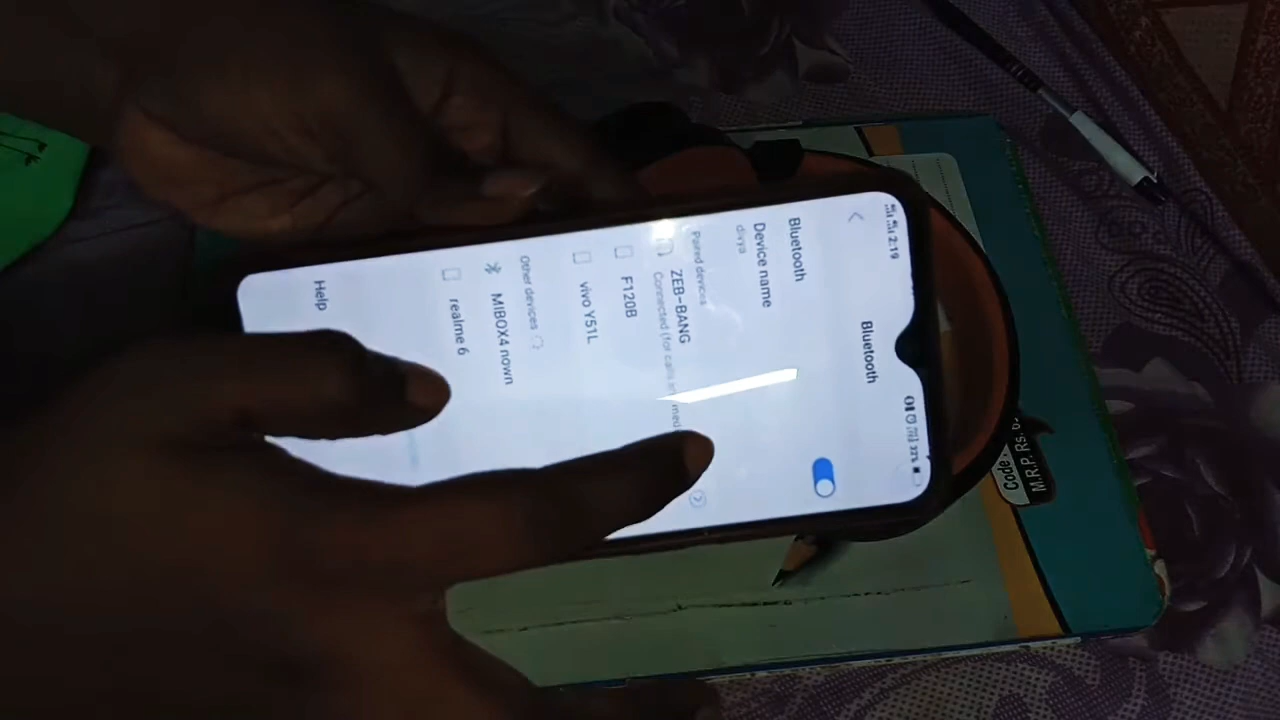 2:19
Bluetooth
Bluetooth
Device name
divya
Paired devices
ZEB-BANG
Connected (for calls
F120B
vivo Y51L
Other devices
MIBOX4 nown
realme 6
Help
Code
M.R.P. Rs.